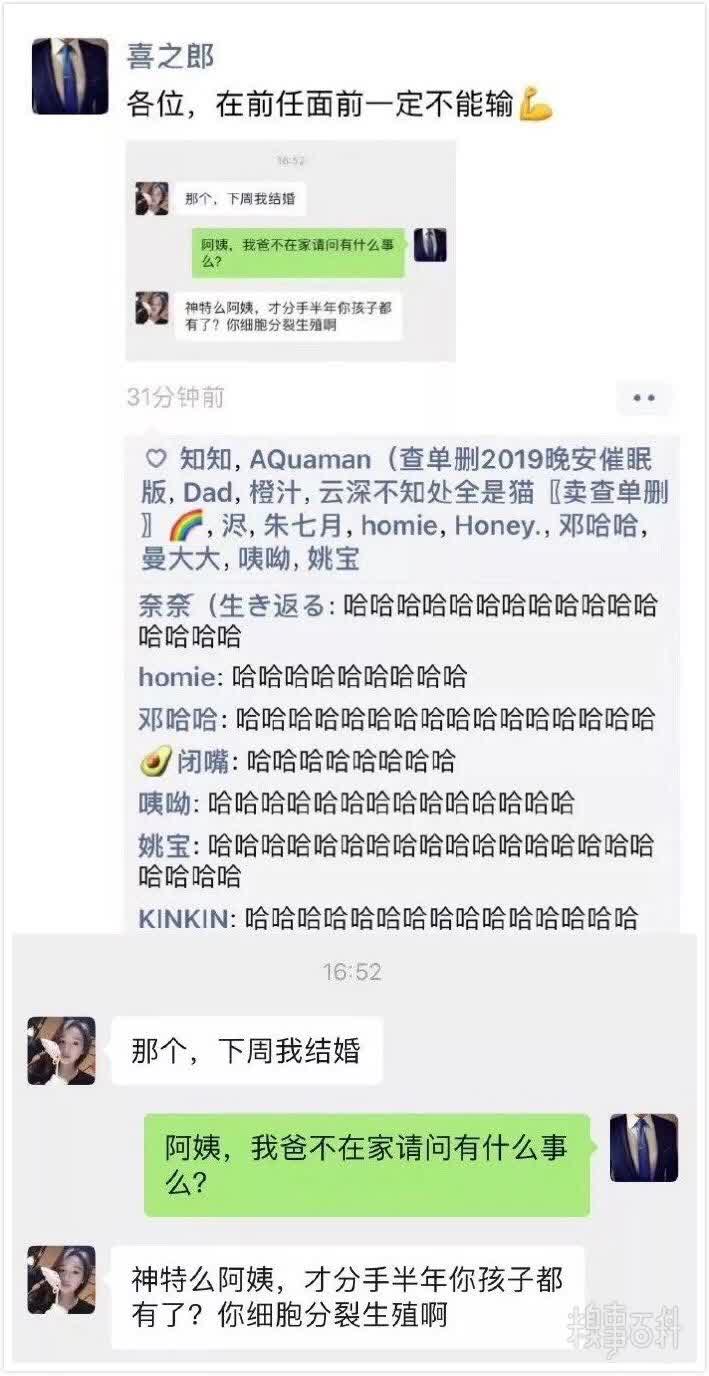 喜之郎
各位，在前任面前一定不能输💪
16:52
那个，下周我结婚
阿姨，我爸不在家请问有什么事
么?
神特么阿姨，才分手半年你孩子都
有了？你细胞分裂生殖啊
31分钟前
知知, AQuaman（查单删2019晚安催眠
版, Dad, 橙汁, 云深不知处全是猫〖卖查单删
〗🌈, 浕, 朱七月, homie, Honey., 邓哈哈,
曼大大, 咦呦, 姚宝
奈奈（生き返る: 哈哈哈哈哈哈哈哈哈哈哈哈
哈哈哈哈
homie: 哈哈哈哈哈哈哈哈哈
邓哈哈: 哈哈哈哈哈哈哈哈哈哈哈哈哈哈哈哈
🥑闭嘴: 哈哈哈哈哈哈哈哈
咦呦: 哈哈哈哈哈哈哈哈哈哈哈哈哈哈
姚宝: 哈哈哈哈哈哈哈哈哈哈哈哈哈哈哈哈哈
哈哈哈哈
KINKIN: 哈哈哈哈哈哈哈哈哈哈哈哈哈哈哈
16:52
那个，下周我结婚
阿姨，我爸不在家请问有什么事
么?
神特么阿姨，才分手半年你孩子都
有了？你细胞分裂生殖啊
糗事百科